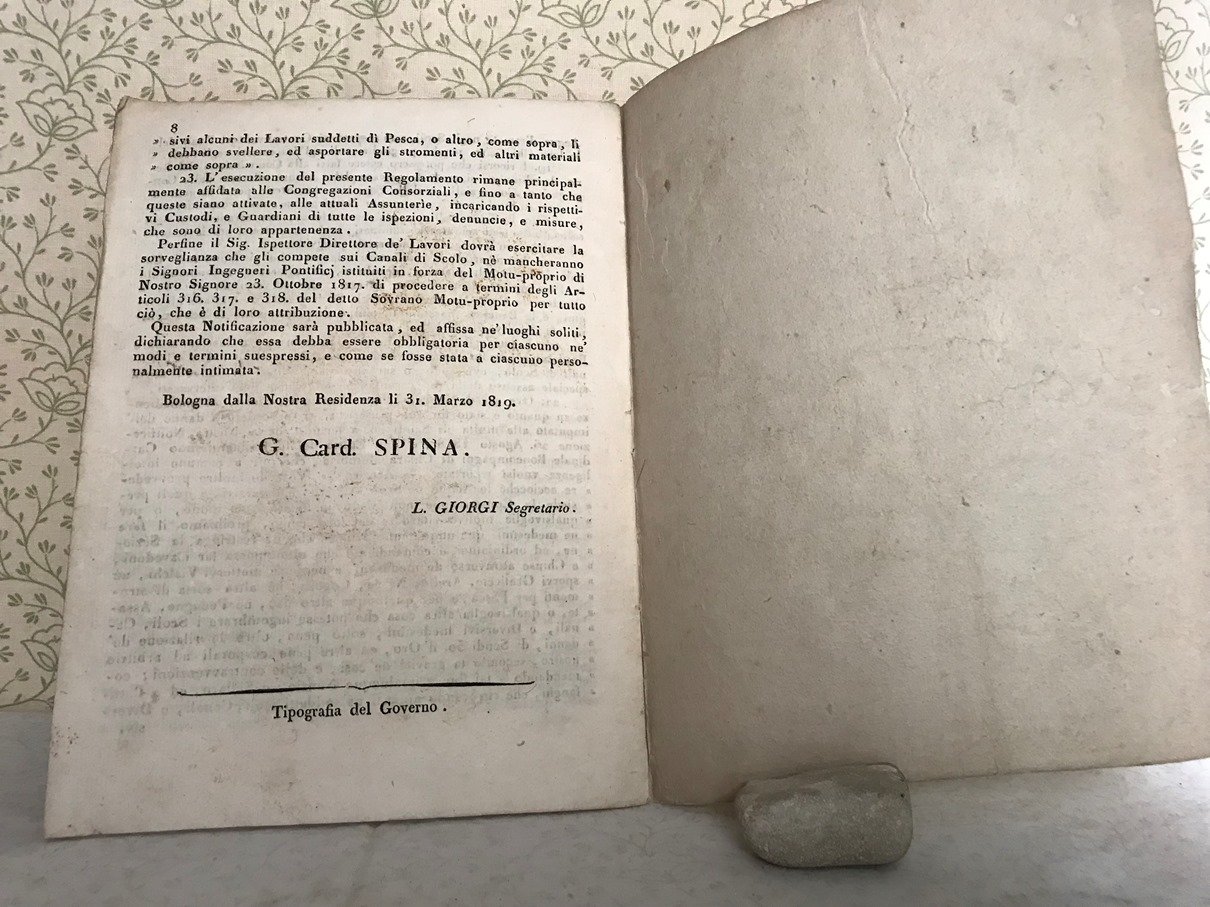 8
» sivi alcuni dei Lavori suddetti dì Pesca, o altro, come sopra, li
» debbano svellere, ed asportare gli stromenti, ed altri materiali
» come sopra ».
23. L'esecuzione del presente Regolamento rimane principal-
mente affidata alle Congregazioni Consorziali, e fino a tanto che
queste siano attivate, alle attuali Assunterìe, incaricando i rispetti-
vi Custodi, e Guardiani di tutte le ispezioni, denuncie, e misure,
che sono di loro appartenenza.
Perfine il Sig. Ispettore Direttore de' Lavori dovrà esercitare la
sorveglianza che gli compete sui Canali di Scolo, nè mancheranno
i Signori Ingegneri Pontificj istituiti in forza del Motu-proprio di
Nostro Signore 23. Ottobre 1817. di procedere a termini degli Ar-
ticoli 316. 317. e 318. del detto Sovrano Motu-proprio per tutto
ciò, che è di loro attribuzione.
Questa Notificazione sarà pubblicata, ed affissa ne' luoghi soliti,
dichiarando che essa debba essere obbligatoria per ciascuno ne'
modi e termini suespressi, e come se fosse stata a ciascuno perso-
nalmente intimata.
Bologna dalla Nostra Residenza li 31. Marzo 1819.
G. Card. SPINA.
L. GIORGI Segretario.
Tipografia del Governo.